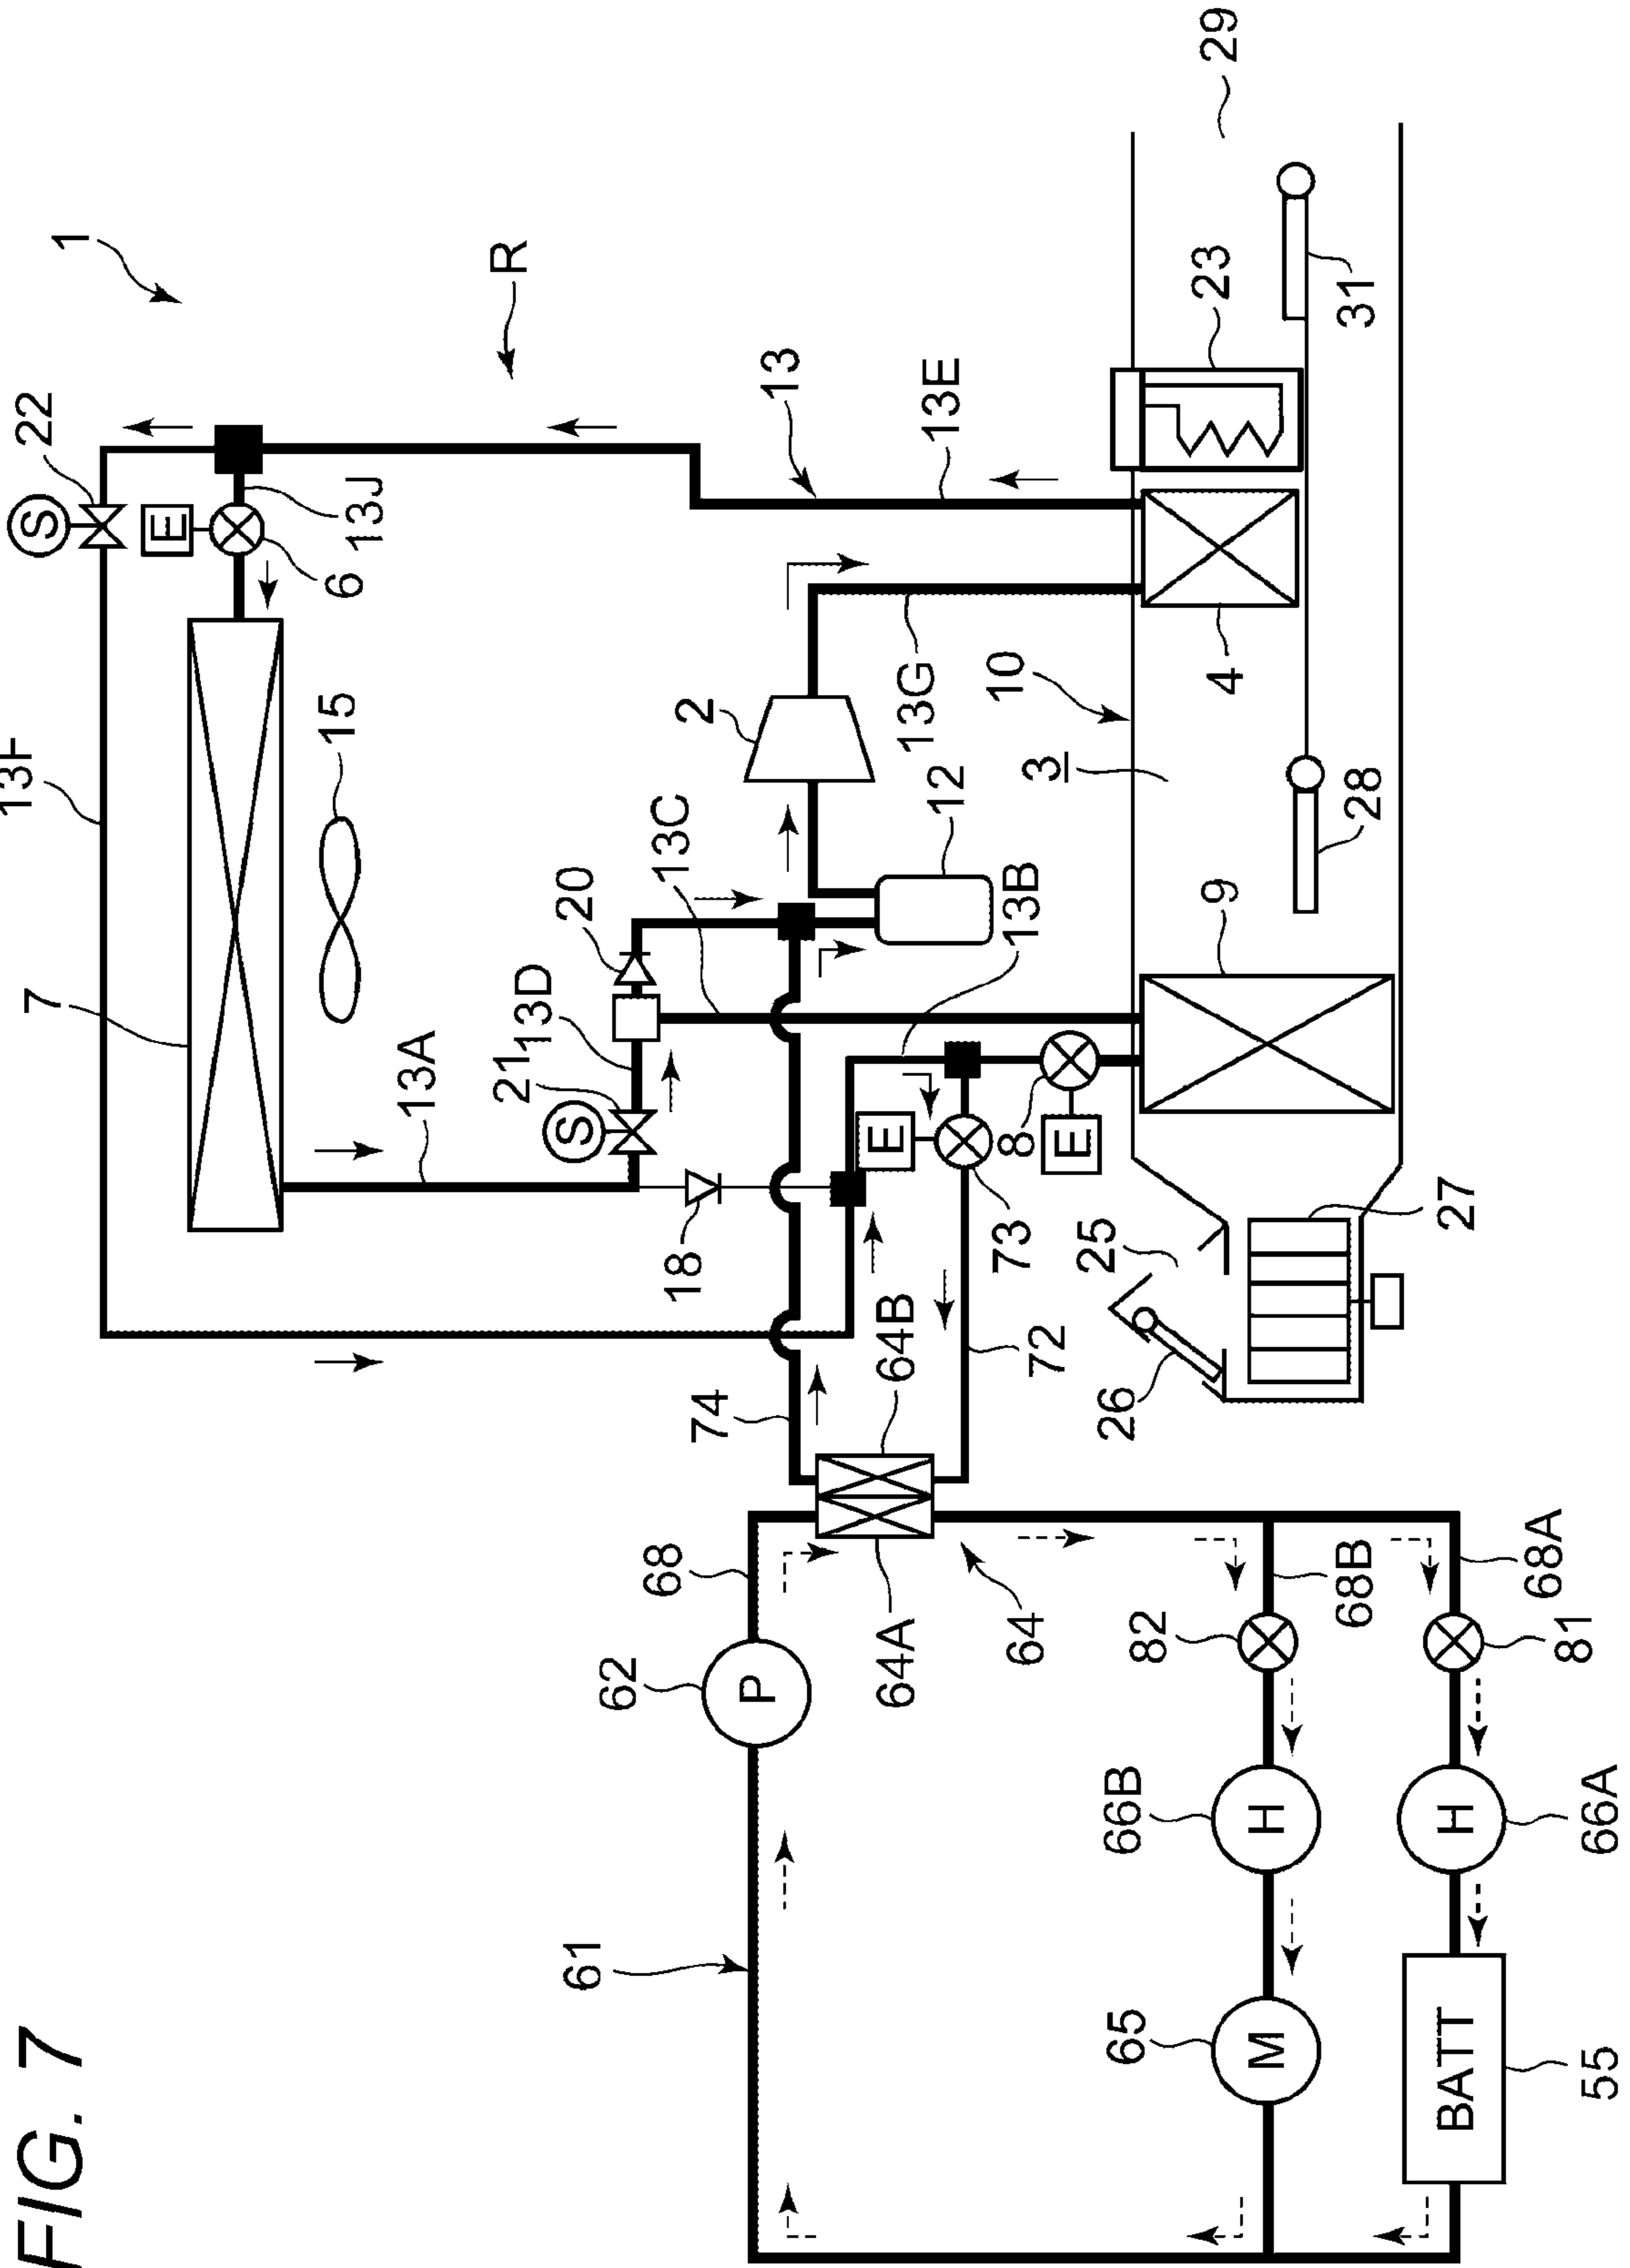 FIG. 7
13F
7
22
S
1
E
15
6
13J
13A
21
13D
R
61
S
20
62
68
18
13C
74
2
P
13
64A
64B
E
13G
12
13E
64
73
8
13B
3
10
72
E
65
66B
82
26
25
9
4
23
29
M
H
68B
28
31
BATT
H
27
68A
55
66A
81